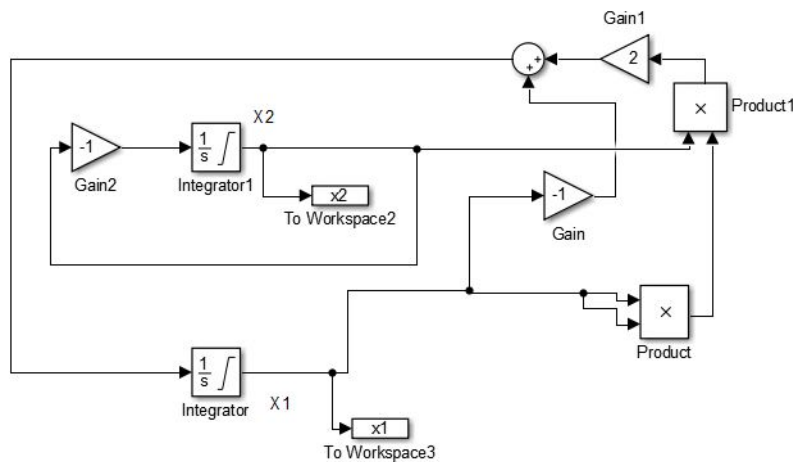 Gain1
2
+
+
×
Product1
X2
-1
1
s
Gain2
Integrator1
x2
To Workspace2
-1
Gain
×
Product
1
s
Integrator
X1
x1
To Workspace3